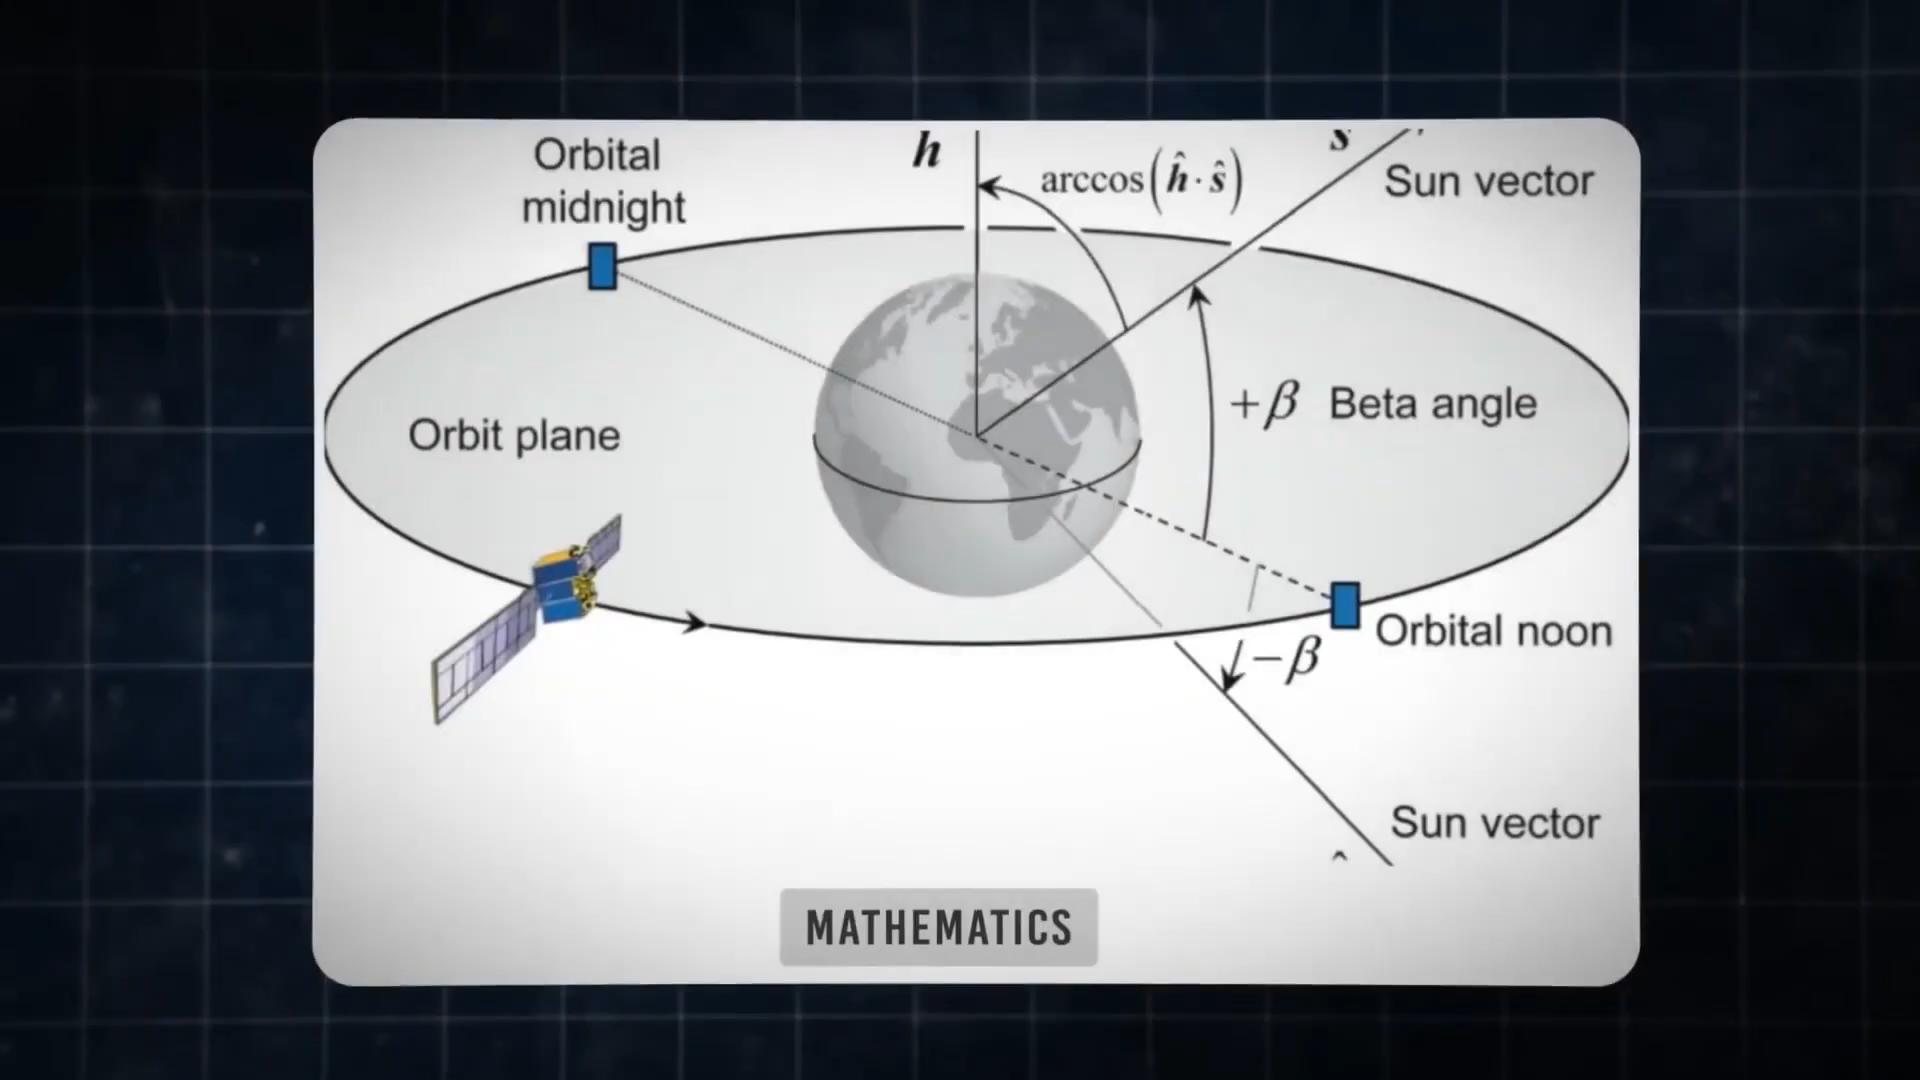 Orbital
midnight
h
arccos(ĥ · ŝ)
s
Sun vector
+β Beta angle
Orbit plane
Orbital noon
−β
Sun vector
MATHEMATICS